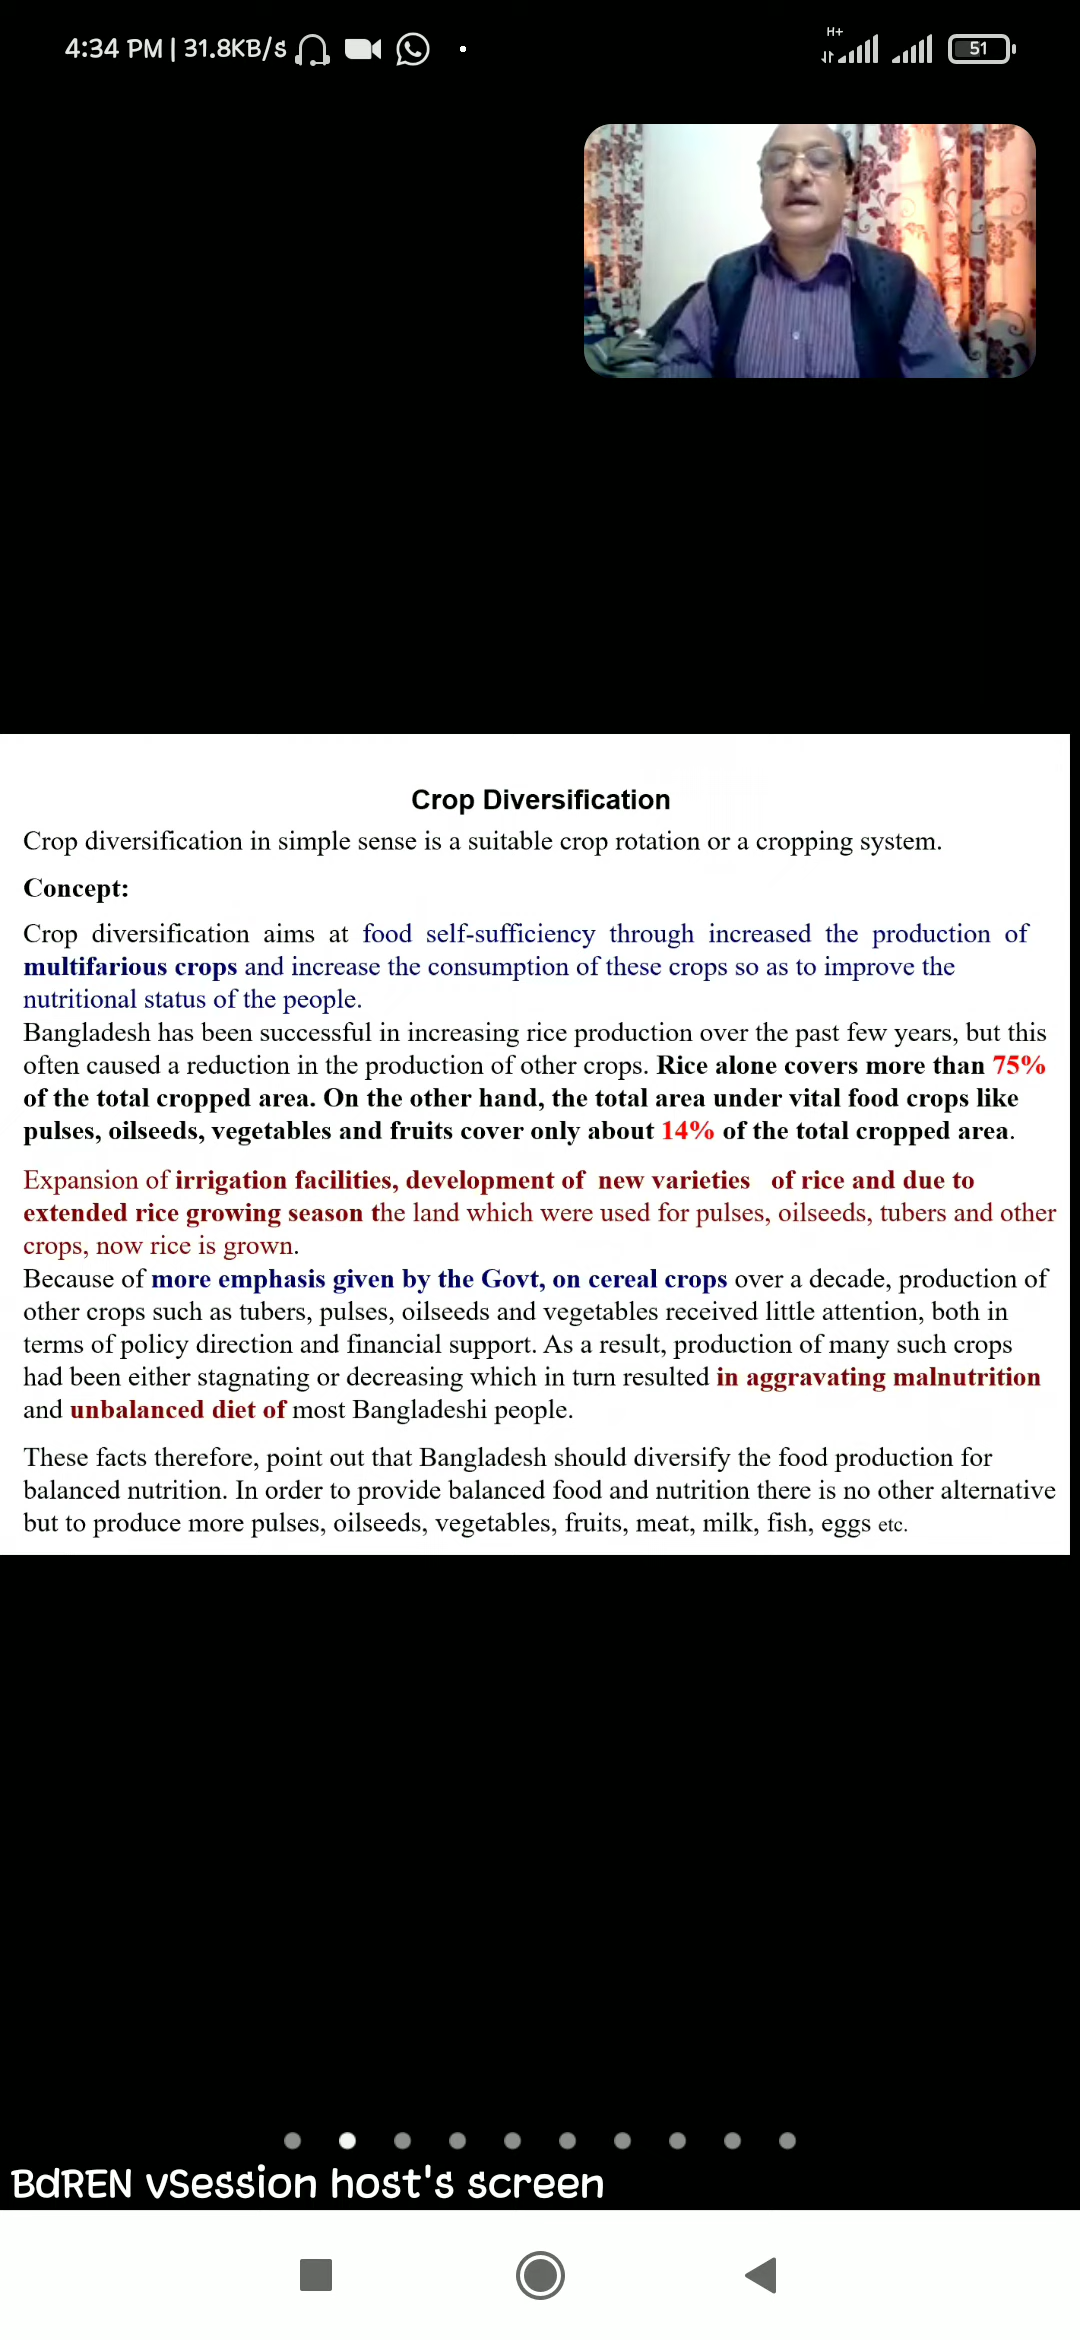 4:34 PM | 31.8KB/s
H+
51
Crop Diversification
Crop diversification in simple sense is a suitable crop rotation or a cropping system.
Concept:
Crop diversification aims at food self-sufficiency through increased the production of
multifarious crops and increase the consumption of these crops so as to improve the
nutritional status of the people.
Bangladesh has been successful in increasing rice production over the past few years, but this
often caused a reduction in the production of other crops. Rice alone covers more than 75%
of the total cropped area. On the other hand, the total area under vital food crops like
pulses, oilseeds, vegetables and fruits cover only about 14% of the total cropped area.
Expansion of irrigation facilities, development of new varieties of rice and due to
extended rice growing season the land which were used for pulses, oilseeds, tubers and other
crops, now rice is grown.
Because of more emphasis given by the Govt, on cereal crops over a decade, production of
other crops such as tubers, pulses, oilseeds and vegetables received little attention, both in
terms of policy direction and financial support. As a result, production of many such crops
had been either stagnating or decreasing which in turn resulted in aggravating malnutrition
and unbalanced diet of most Bangladeshi people.
These facts therefore, point out that Bangladesh should diversify the food production for
balanced nutrition. In order to provide balanced food and nutrition there is no other alternative
but to produce more pulses, oilseeds, vegetables, fruits, meat, milk, fish, eggs etc.
BdREN vSession host's screen